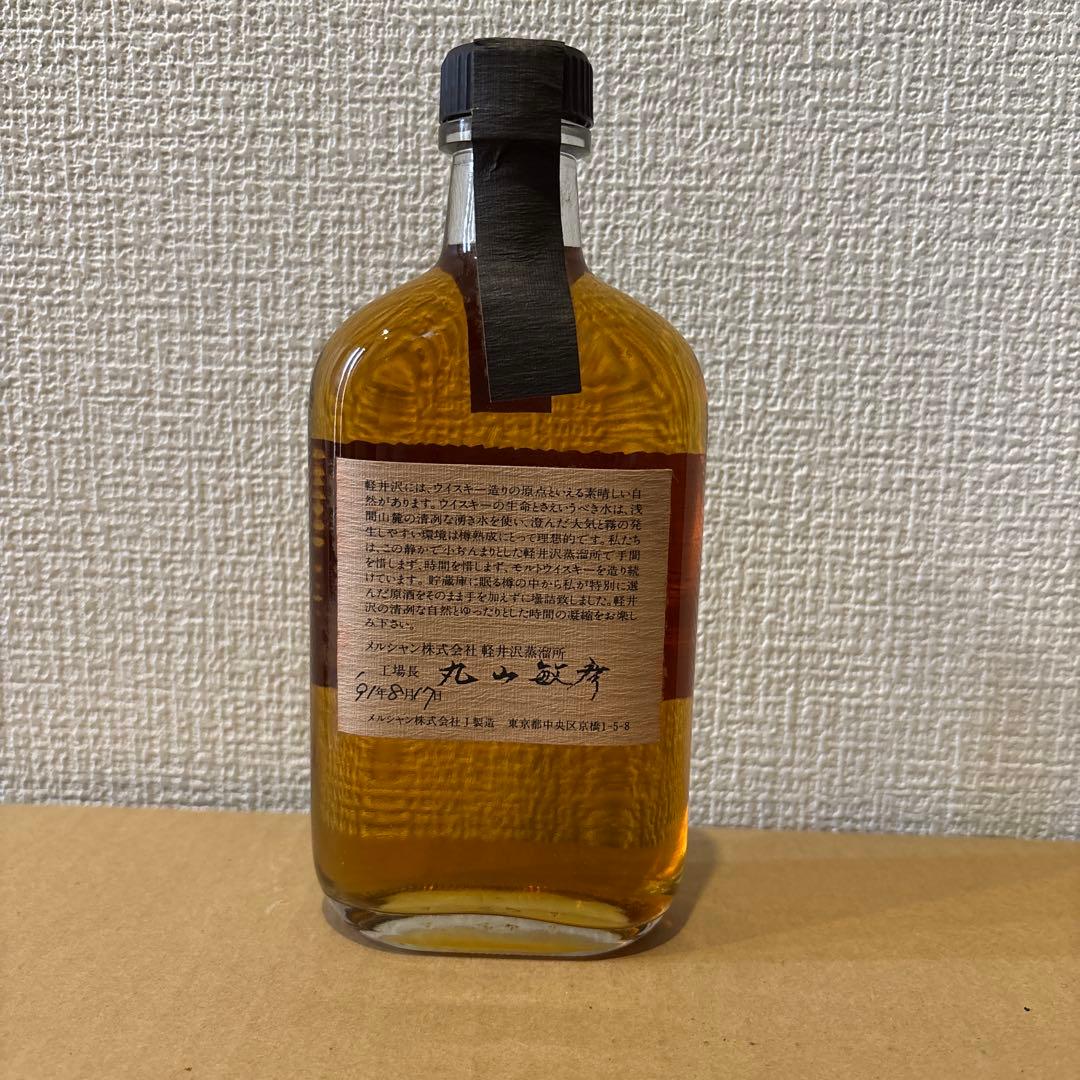 軽井沢には、ウイスキー造りの原点といえる素晴しい自
然があります。ウイスキーの生命とさえいうべき水は、浅
間山麓の清冽な湧き水を使い、澄んだ大気と霧の発
生しやすい環境は樽熟成にとって理想的です。私たち
は、この静かで小ぢんまりとした軽井沢蒸溜所で手間
を惜しまず、時間を惜しまず、モルトウイスキーを造り続
けています。貯蔵庫に眠る樽の中から私が特別に選
んだ原酒をそのまま手を加えずに壜詰致しました。軽井
沢の清冽な自然とゆったりとした時間の凝縮をお楽し
み下さい。
メルシャン株式会社 軽井沢蒸溜所
工場長 丸山敏彦
'91年8月17日
メルシャン株式会社I製造 東京都中央区京橋1-5-8